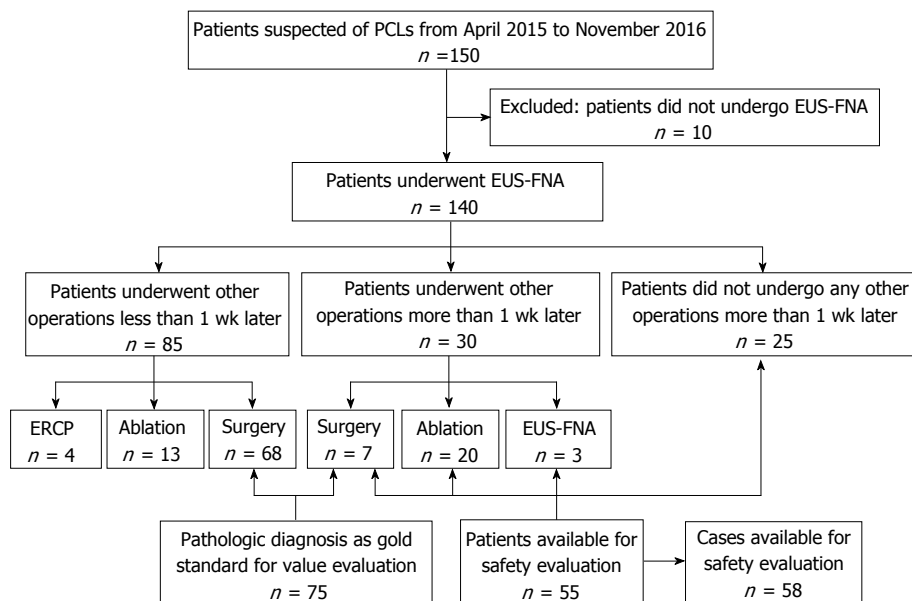 Patients suspected of PCLs from April 2015 to November 2016
n =150
Excluded: patients did not undergo EUS-FNA
n = 10
Patients underwent EUS-FNA
n = 140
Patients underwent other
operations less than 1 wk later
n = 85
Patients underwent other
operations more than 1 wk later
n = 30
Patients did not undergo any other
operations more than 1 wk later
n = 25
ERCP
n = 4
Ablation
n = 13
Surgery
n = 68
Surgery
n = 7
Ablation
n = 20
EUS-FNA
n = 3
Pathologic diagnosis as gold
standard for value evaluation
n = 75
Patients available for
safety evaluation
n = 55
Cases available for
safety evaluation
n = 58